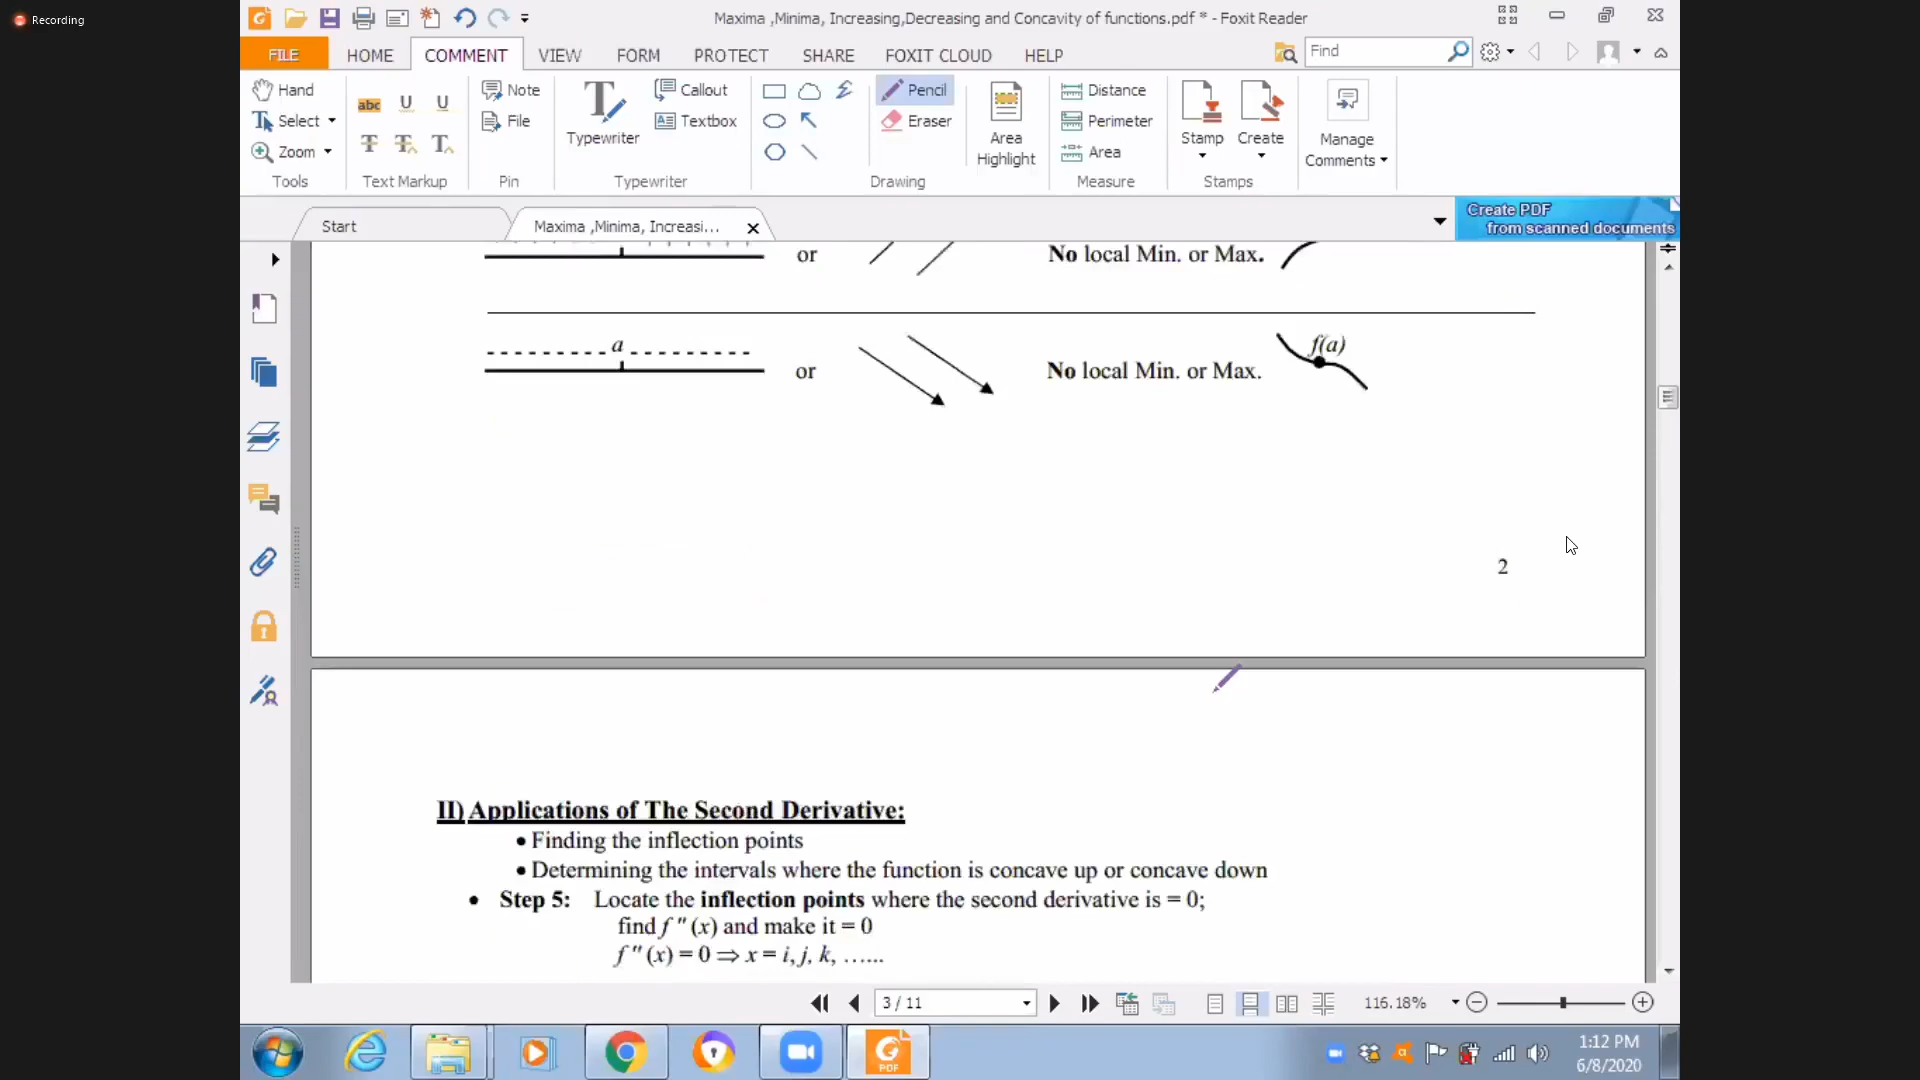 Recording
Maxima ,Minima, Increasing,Decreasing and Concavity of functions.pdf * - Foxit Reader
FILE HOME COMMENT VIEW FORM PROTECT SHARE FOXIT CLOUD HELP Find
Hand
Select
Zoom
Tools
abc U U
T T T
Text Markup
Note
File
Pin
Typewriter
Callout
Textbox
Typewriter
Pencil
Eraser
Drawing
Area Highlight
Distance
Perimeter
Area
Measure
Stamp Create
Stamps
Manage Comments
Start Maxima ,Minima, Increasi...
Create PDF
from scanned documents
or No local Min. or Max.
a or No local Min. or Max. f(a)
2
II) Applications of The Second Derivative:
• Finding the inflection points
• Determining the intervals where the function is concave up or concave down
• Step 5: Locate the inflection points where the second derivative is = 0;
find f ″ (x) and make it = 0
f ″ (x) = 0 ⇒ x = i, j, k, …...
3 / 11 116.18%
PDF
1:12 PM
6/8/2020